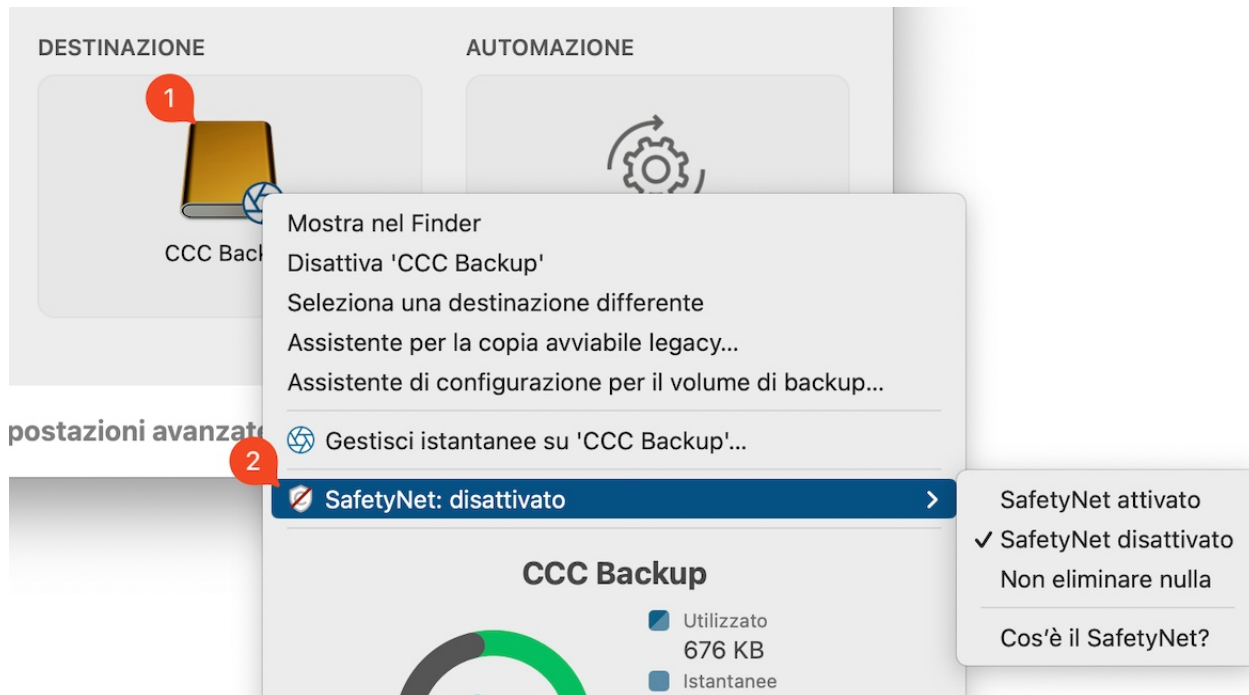 DESTINAZIONE
AUTOMAZIONE
1
CCC Back
Mostra nel Finder
Disattiva 'CCC Backup'
Seleziona una destinazione differente
Assistente per la copia avviabile legacy...
Assistente di configurazione per il volume di backup...
postazioni avanzate
Gestisci istantanee su 'CCC Backup'...
2
SafetyNet: disattivato
SafetyNet attivato
✓ SafetyNet disattivato
Non eliminare nulla
Cos'è il SafetyNet?
CCC Backup
Utilizzato
676 KB
Istantanee